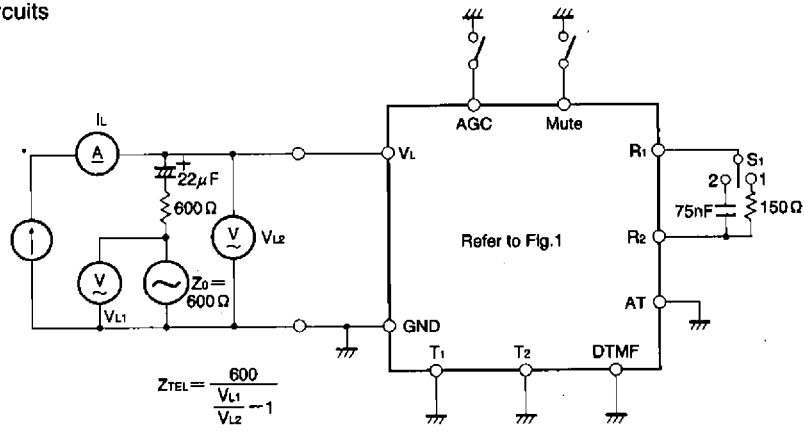 rcuits
AGC
Mute
IL
A
VL
R1
S1
+
22μF
2
1
600Ω
75nF
150Ω
V
VL2
Refer to Fig.1
R2
V
Z0=
600Ω
AT
VL1
GND
T1
T2
DTMF
ZTEL= 600
VL1
VL2 −1